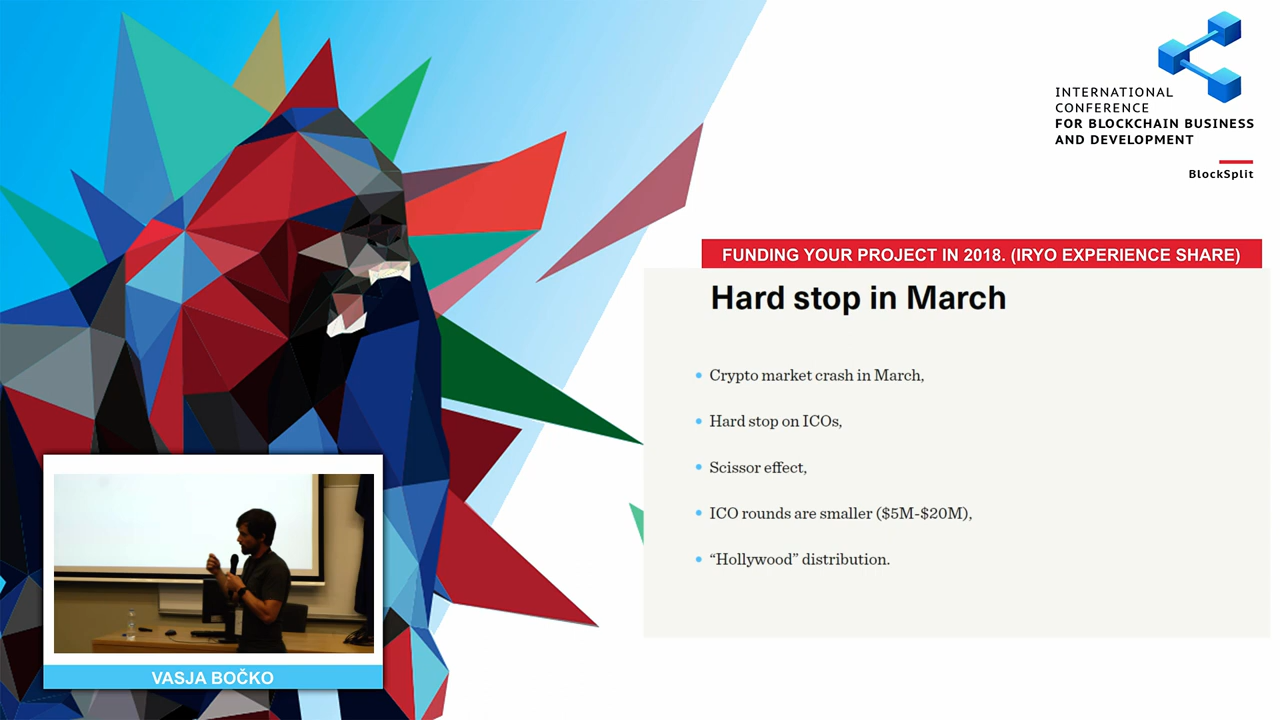 INTERNATIONAL
CONFERENCE
FOR BLOCKCHAIN BUSINESS
AND DEVELOPMENT
BlockSplit
FUNDING YOUR PROJECT IN 2018. (IRYO EXPERIENCE SHARE)
Hard stop in March
• Crypto market crash in March,
• Hard stop on ICOs,
• Scissor effect,
• ICO rounds are smaller ($5M-$20M),
• “Hollywood” distribution.
VASJA BOČKO